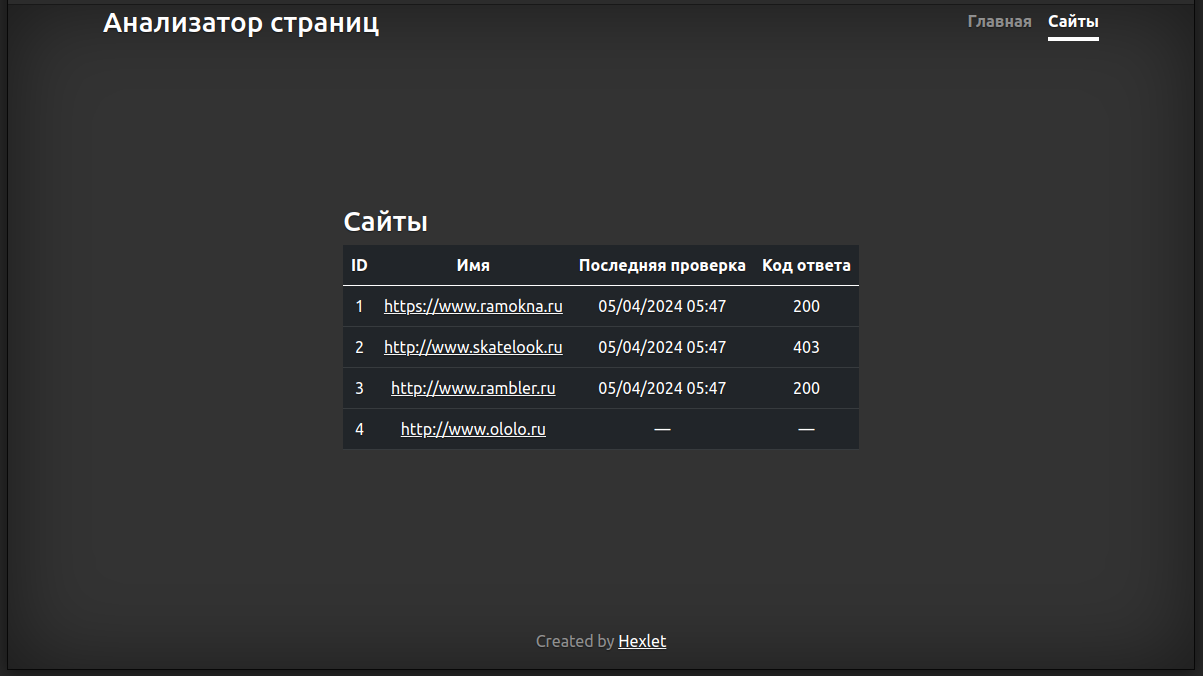 Анализатор страниц
Главная Сайты
Сайты
ID Имя Последняя проверка Код ответа
1 https://www.ramokna.ru 05/04/2024 05:47 200
2 http://www.skatelook.ru 05/04/2024 05:47 403
3 http://www.rambler.ru 05/04/2024 05:47 200
4 http://www.ololo.ru — —
Created by Hexlet